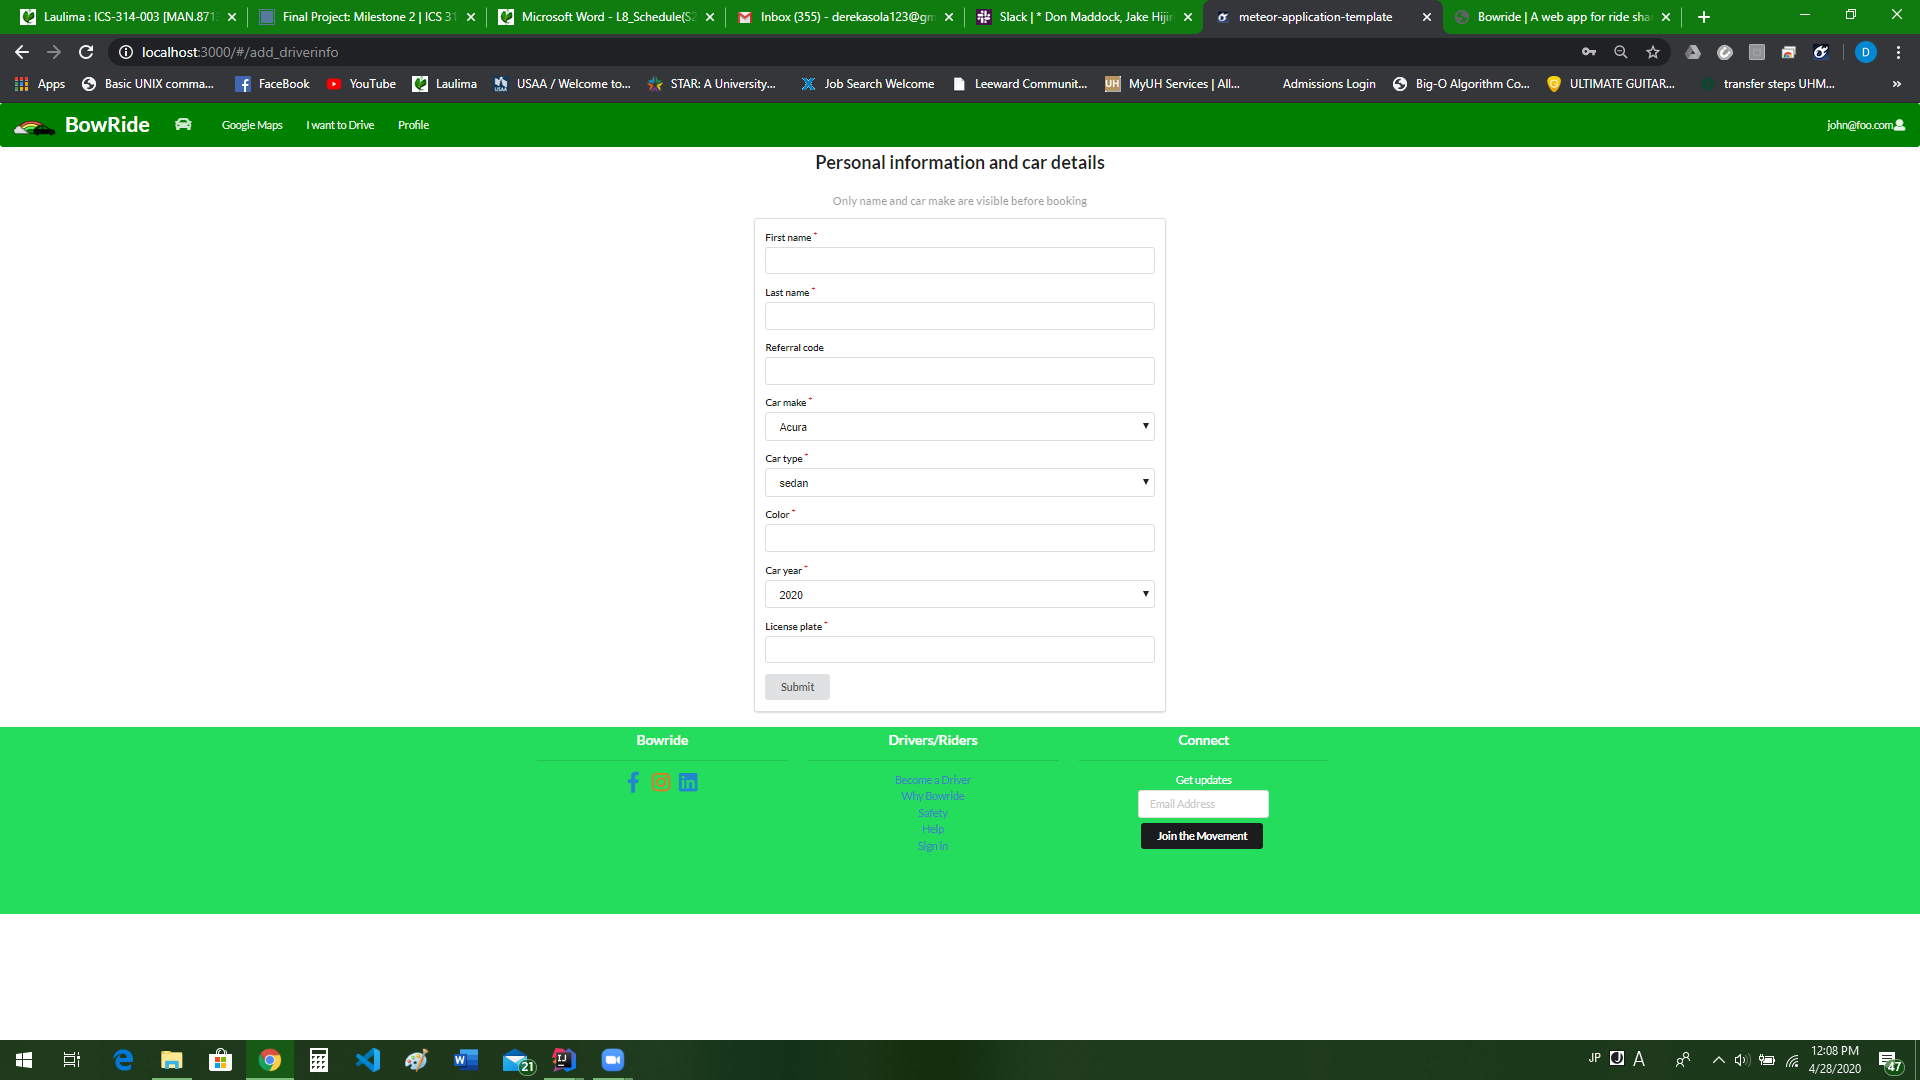 Laulima : ICS-314-003 [MAN.871
Final Project: Milestone 2 | ICS 31
Microsoft Word - L8_Schedule(S2
Inbox (355) - derekasola123@gm
Slack | * Don Maddock, Jake Hijir
meteor-application-template
Bowride | A web app for ride sha
localhost:3000/#/add_driverinfo
D
Apps
Basic UNIX comma...
FaceBook
YouTube
Laulima
USAA / Welcome to...
STAR: A University...
Job Search Welcome
Leeward Communit...
UH
MyUH Services | All...
Admissions Login
Big-O Algorithm Co...
ULTIMATE GUITAR...
transfer steps UHM...
»
BowRide
Google Maps
I want to Drive
Profile
john@foo.com
Personal information and car details
Only name and car make are visible before booking
First name *
Last name *
Referral code
Car make *
Acura
Car type *
sedan
Color *
Car year *
2020
License plate *
Submit
Bowride
Drivers/Riders
Become a Driver
Why Bowride
Safety
Help
Sign in
Connect
Get updates
Email Address
Join the Movement
21
JP
A
12:08 PM
4/28/2020
47